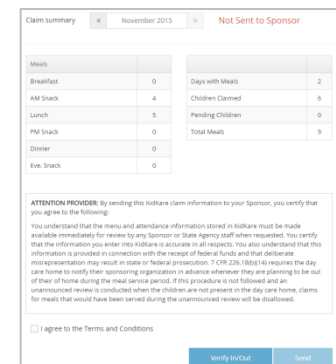 Claim summary « November 2015 » Not Sent to Sponsor
Meals
Breakfast 0 Days with Meals 2
AM Snack 4 Children Claimed 6
Lunch 5 Pending Children 0
PM Snack 0 Total Meals 9
Dinner 0
Eve. Snack 0
ATTENTION PROVIDER: By sending this KidKare claim information to your Sponsor, you certify that
you agree to the following:
You understand that the menu and attendance information stored in KidKare must be made
available immediately for review by any Sponsor or State Agency staff when requested. You certify
that the information you enter into KidKare is accurate in all respects. You also understand that this
information is provided in connection with the receipt of federal funds and that deliberate
misrepresentation may result in state or federal prosecution. 7 CFR 226.18(b)(14) requires the day
care home to notify their sponsoring organization in advance whenever they are planning to be out
of their home during the meal service period. If this procedure is not followed and an
unannounced review is conducted when the children are not present in the day care home, claims
for meals that would have been served during the unannounced review will be disallowed.
I agree to the Terms and Conditions
Verify In/Out Send